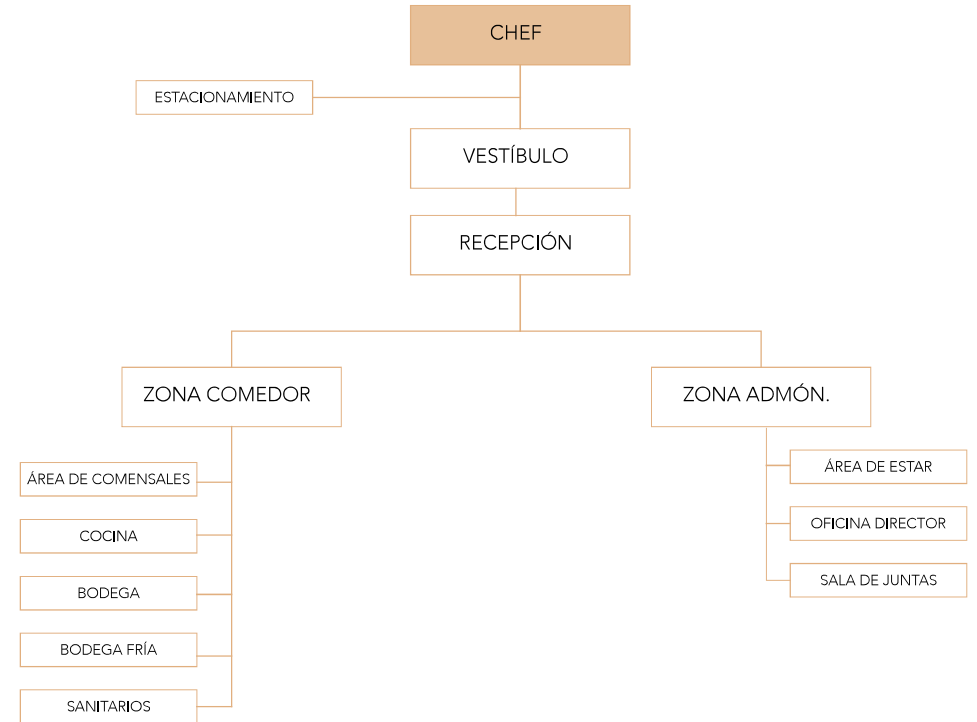 CHEF
ESTACIONAMIENTO
VESTÍBULO
RECEPCIÓN
ZONA COMEDOR
ZONA ADMÓN.
ÁREA DE COMENSALES
COCINA
BODEGA
BODEGA FRÍA
SANITARIOS
ÁREA DE ESTAR
OFICINA DIRECTOR
SALA DE JUNTAS